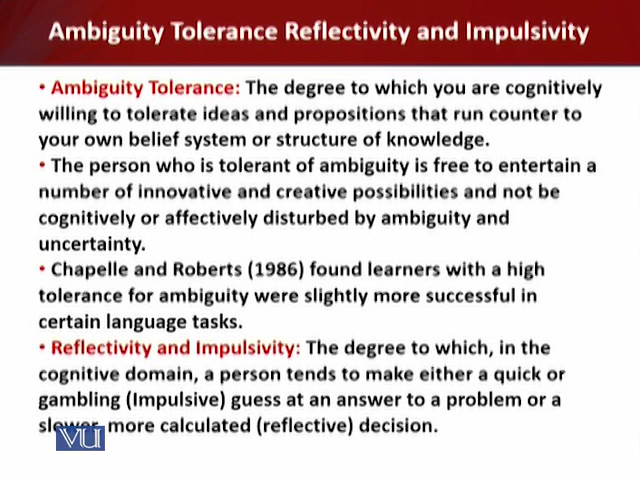 Ambiguity Tolerance Reflectivity and Impulsivity
• Ambiguity Tolerance: The degree to which you are cognitively
willing to tolerate ideas and propositions that run counter to
your own belief system or structure of knowledge.
• The person who is tolerant of ambiguity is free to entertain a
number of innovative and creative possibilities and not be
cognitively or affectively disturbed by ambiguity and
uncertainty.
• Chapelle and Roberts (1986) found learners with a high
tolerance for ambiguity were slightly more successful in
certain language tasks.
• Reflectivity and Impulsivity: The degree to which, in the
cognitive domain, a person tends to make either a quick or
gambling (Impulsive) guess at an answer to a problem or a
slower, more calculated (reflective) decision.
VU